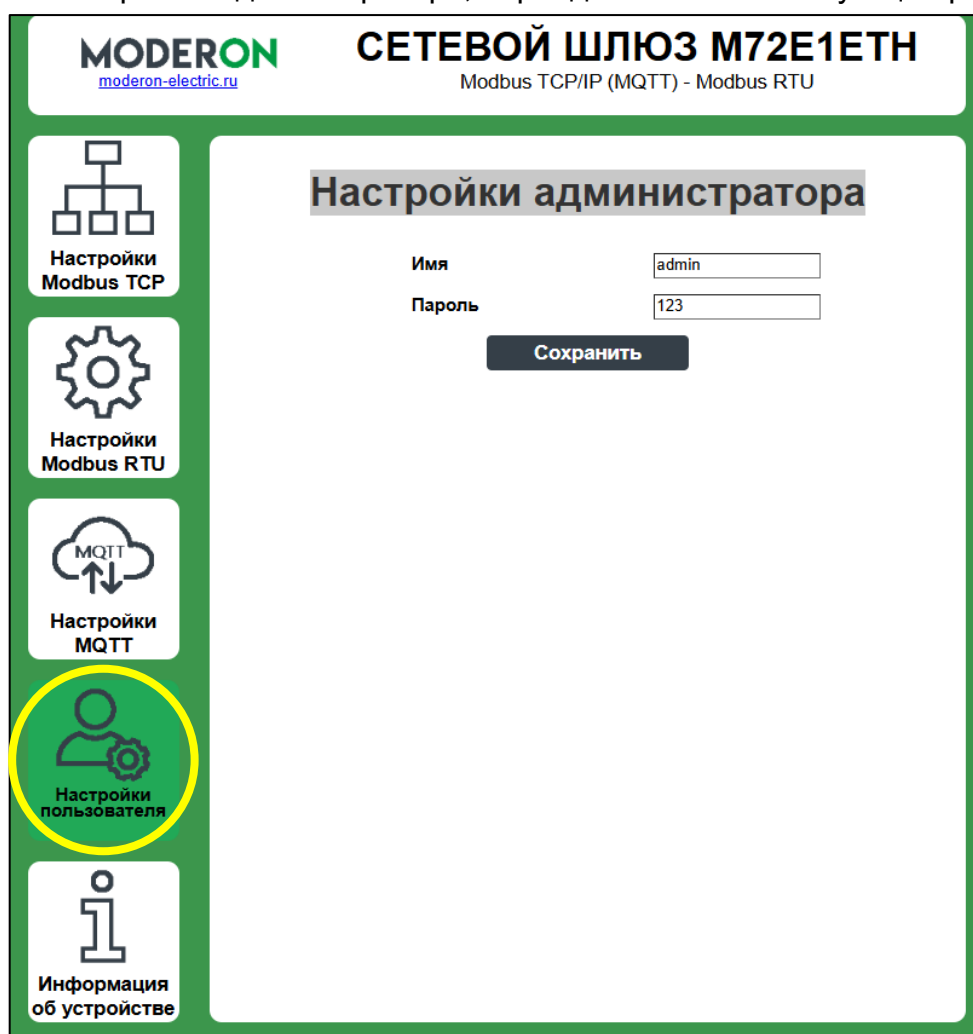 MODERON
moderon-electric.ru
СЕТЕВОЙ ШЛЮЗ M72E1ETH
Modbus TCP/IP (MQTT) - Modbus RTU
Настройки
Modbus TCP
Настройки
Modbus RTU
MQTT
Настройки
MQTT
Настройки
пользователя
Информация
об устройстве
Настройки администратора
Имя
admin
Пароль
123
Сохранить